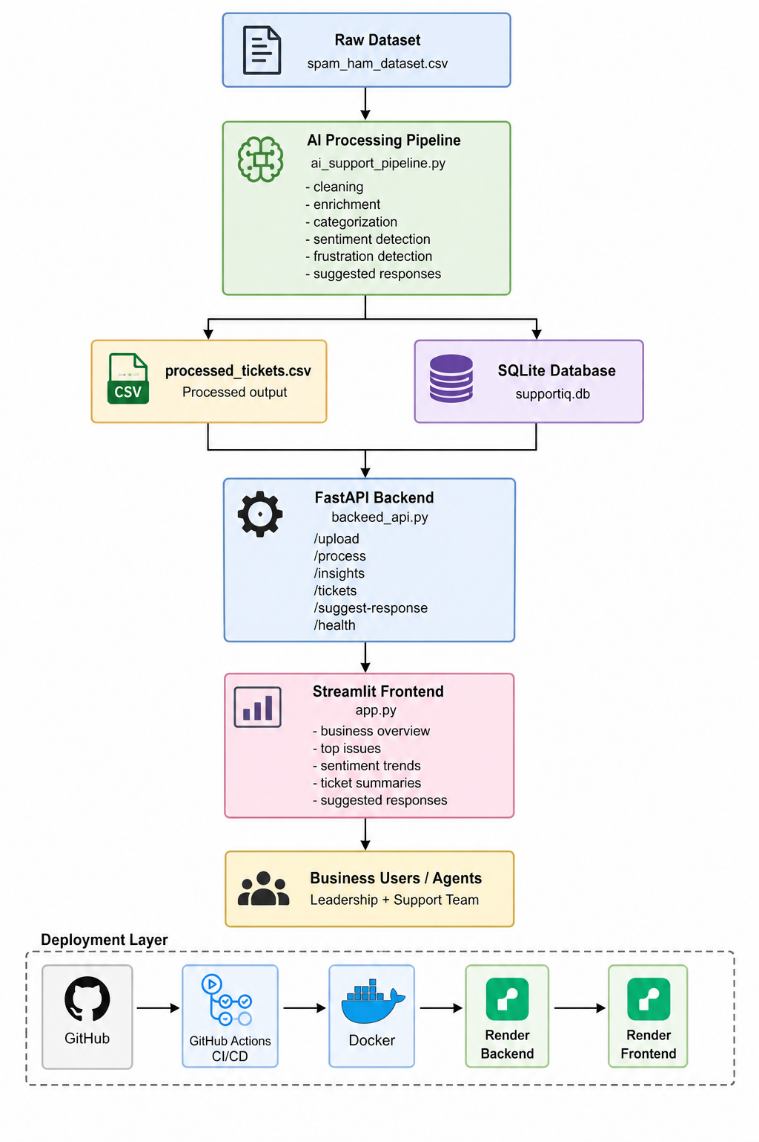 Raw Dataset
spam_ham_dataset.csv
AI Processing Pipeline
ai_support_pipeline.py
- cleaning
- enrichment
- categorization
- sentiment detection
- frustration detection
- suggested responses
CSV
processed_tickets.csv
Processed output
SQLite Database
supportiq.db
FastAPI Backend
backeed_api.py
/upload
/process
/insights
/tickets
/suggest-response
/health
Streamlit Frontend
app.py
- business overview
- top issues
- sentiment trends
- ticket summaries
- suggested responses
Business Users / Agents
Leadership + Support Team
Deployment Layer
GitHub
GitHub Actions
CI/CD
Docker
Render
Backend
Render
Frontend